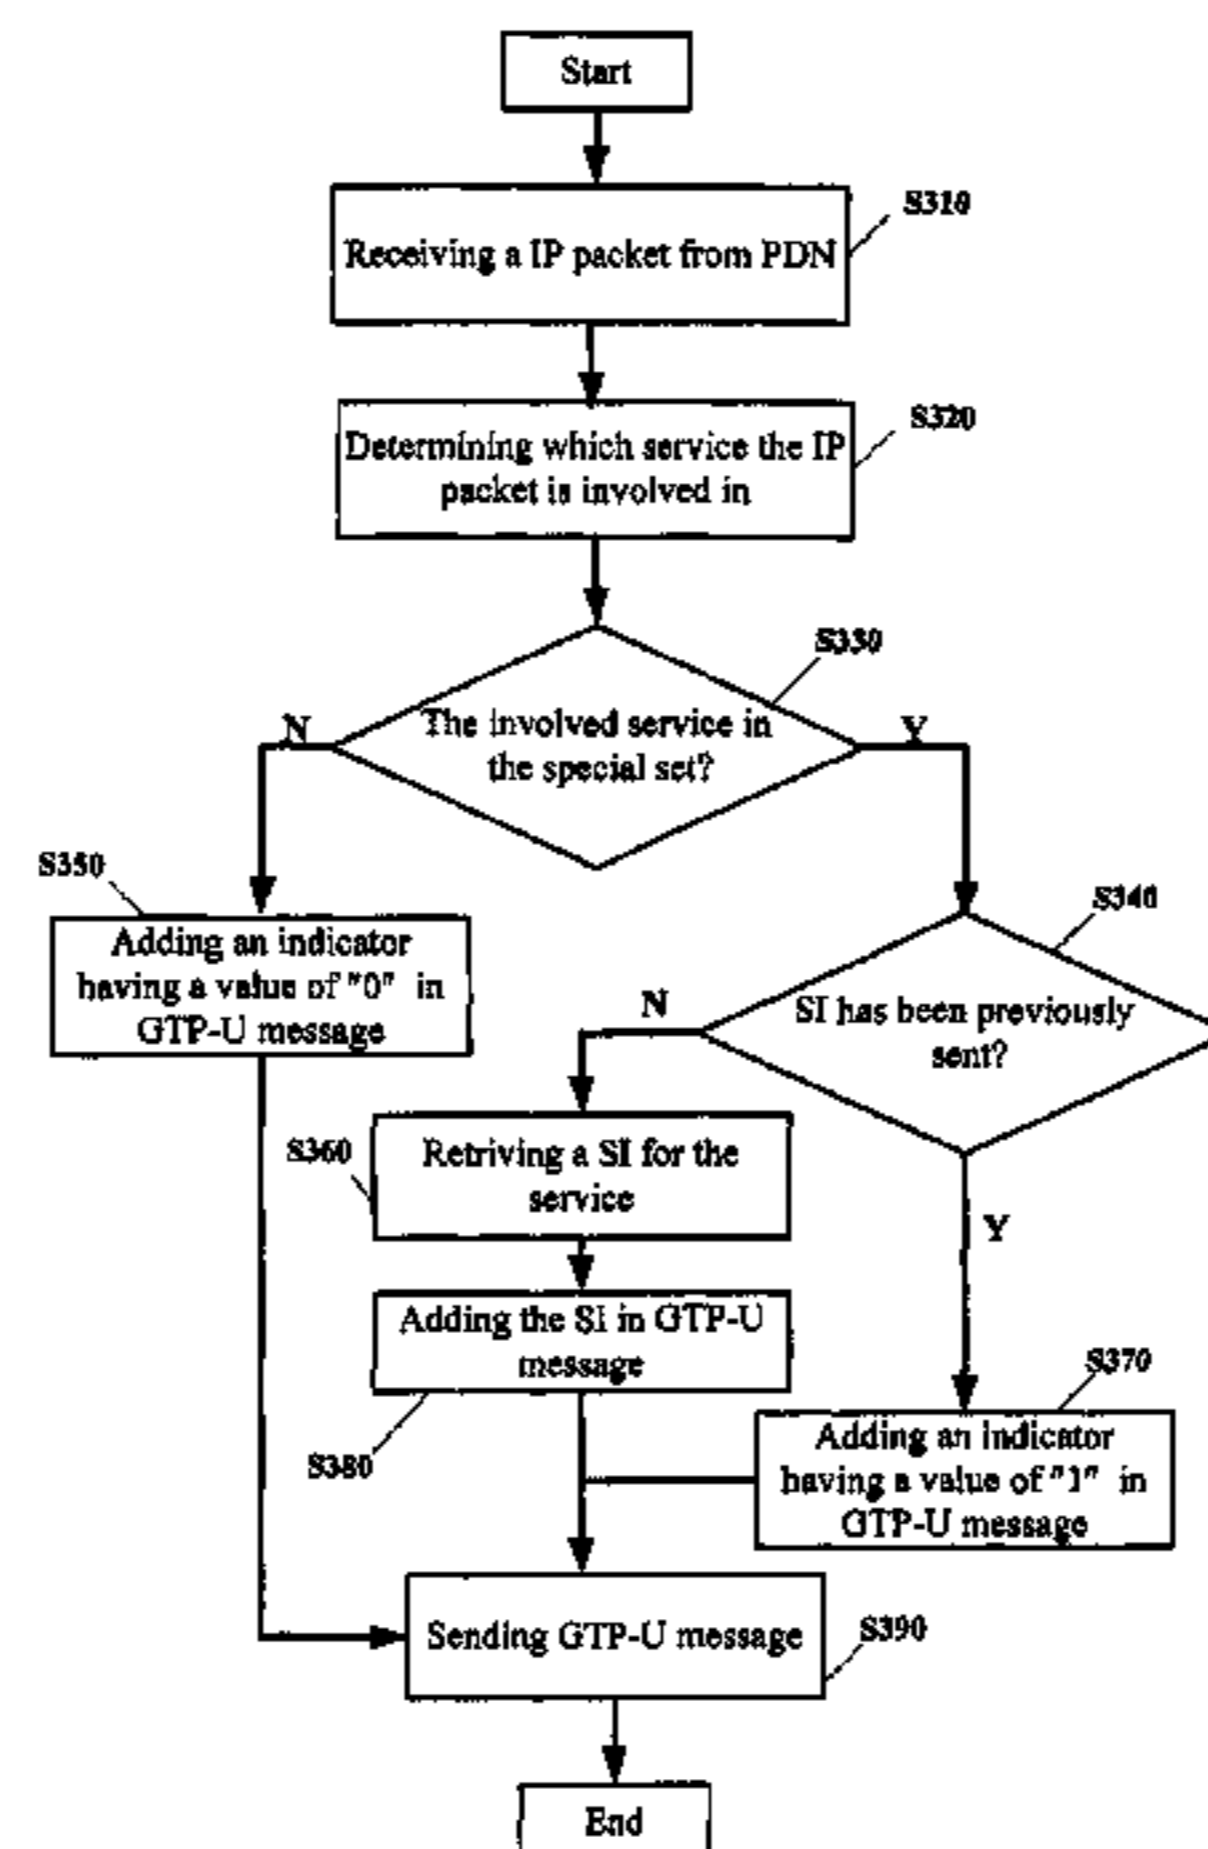 Start
S310
Receiving a IP packet from PDN
S320
Determining which service the IP
packet is involved in
S330
The involved service in
the special set?
N
Y
S350
Adding an indicator
having a value of "0" in
GTP-U message
S340
SI has been previously
sent?
N
Y
S360
Retriving a SI for the
service
Adding the SI in GTP-U
message
S380
S370
Adding an indicator
having a value of "1" in
GTP-U message
Sending GTP-U message
S390
End